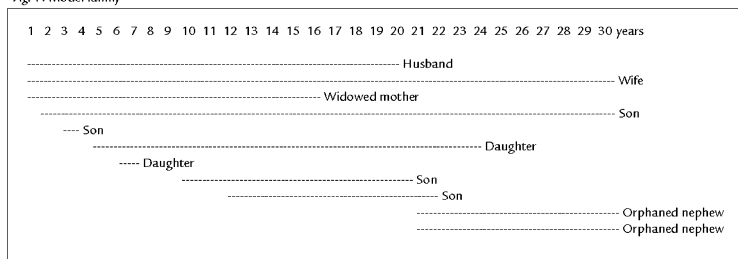 1 2 3 4 5 6 7 8 9 10 11 12 13 14 15 16 17 18 19 20 21 22 23 24 25 26 27 28 29 30 years
Husband
Wife
Widowed mother
Son
Son
Daughter
Daughter
Son
Son
Orphaned nephew
Orphaned nephew